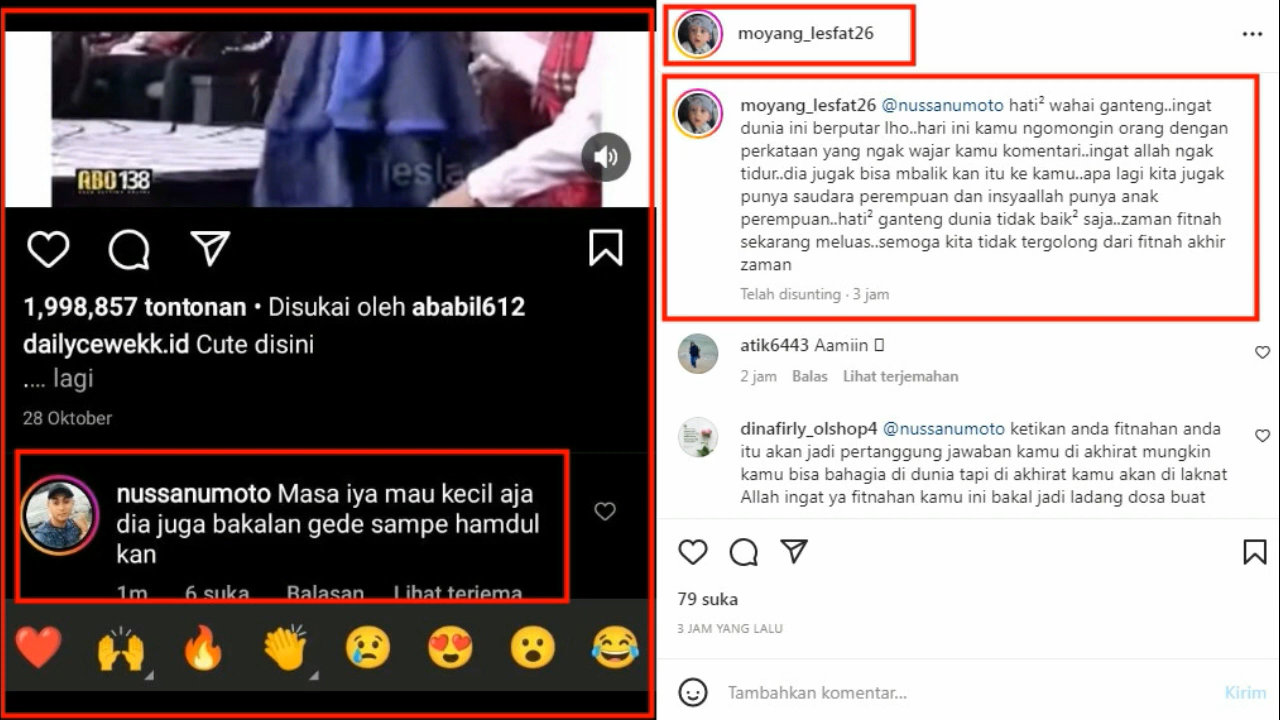 ABO138
lesla
1,998,857 tontonan • Disukai oleh ababil612
dailycewekk.id Cute disini
.... lagi
28 Oktober
nussanumoto Masa iya mau kecil aja
dia juga bakalan gede sampe hamdul
kan
1m 6 suka Balasan Lihat terjema
moyang_lesfat26
moyang_lesfat26 @nussanumoto hati² wahai ganteng..ingat
dunia ini berputar lho..hari ini kamu ngomongin orang dengan
perkataan yang ngak wajar kamu komentari..ingat allah ngak
tidur..dia jugak bisa mbalik kan itu ke kamu..apa lagi kita jugak
punya saudara perempuan dan insyaallah punya anak
perempuan..hati² ganteng dunia tidak baik² saja..zaman fitnah
sekarang meluas..semoga kita tidak tergolong dari fitnah akhir
zaman
Telah disunting · 3 jam
atik6443 Aamiin
2 jam Balas Lihat terjemahan
dinafirly_olshop4 @nussanumoto ketikan anda fitnahan anda
itu akan jadi pertanggung jawaban kamu di akhirat mungkin
kamu bisa bahagia di dunia tapi di akhirat kamu akan di laknat
Allah ingat ya fitnahan kamu ini bakal jadi ladang dosa buat
79 suka
3 JAM YANG LALU
Tambahkan komentar...
Kirim